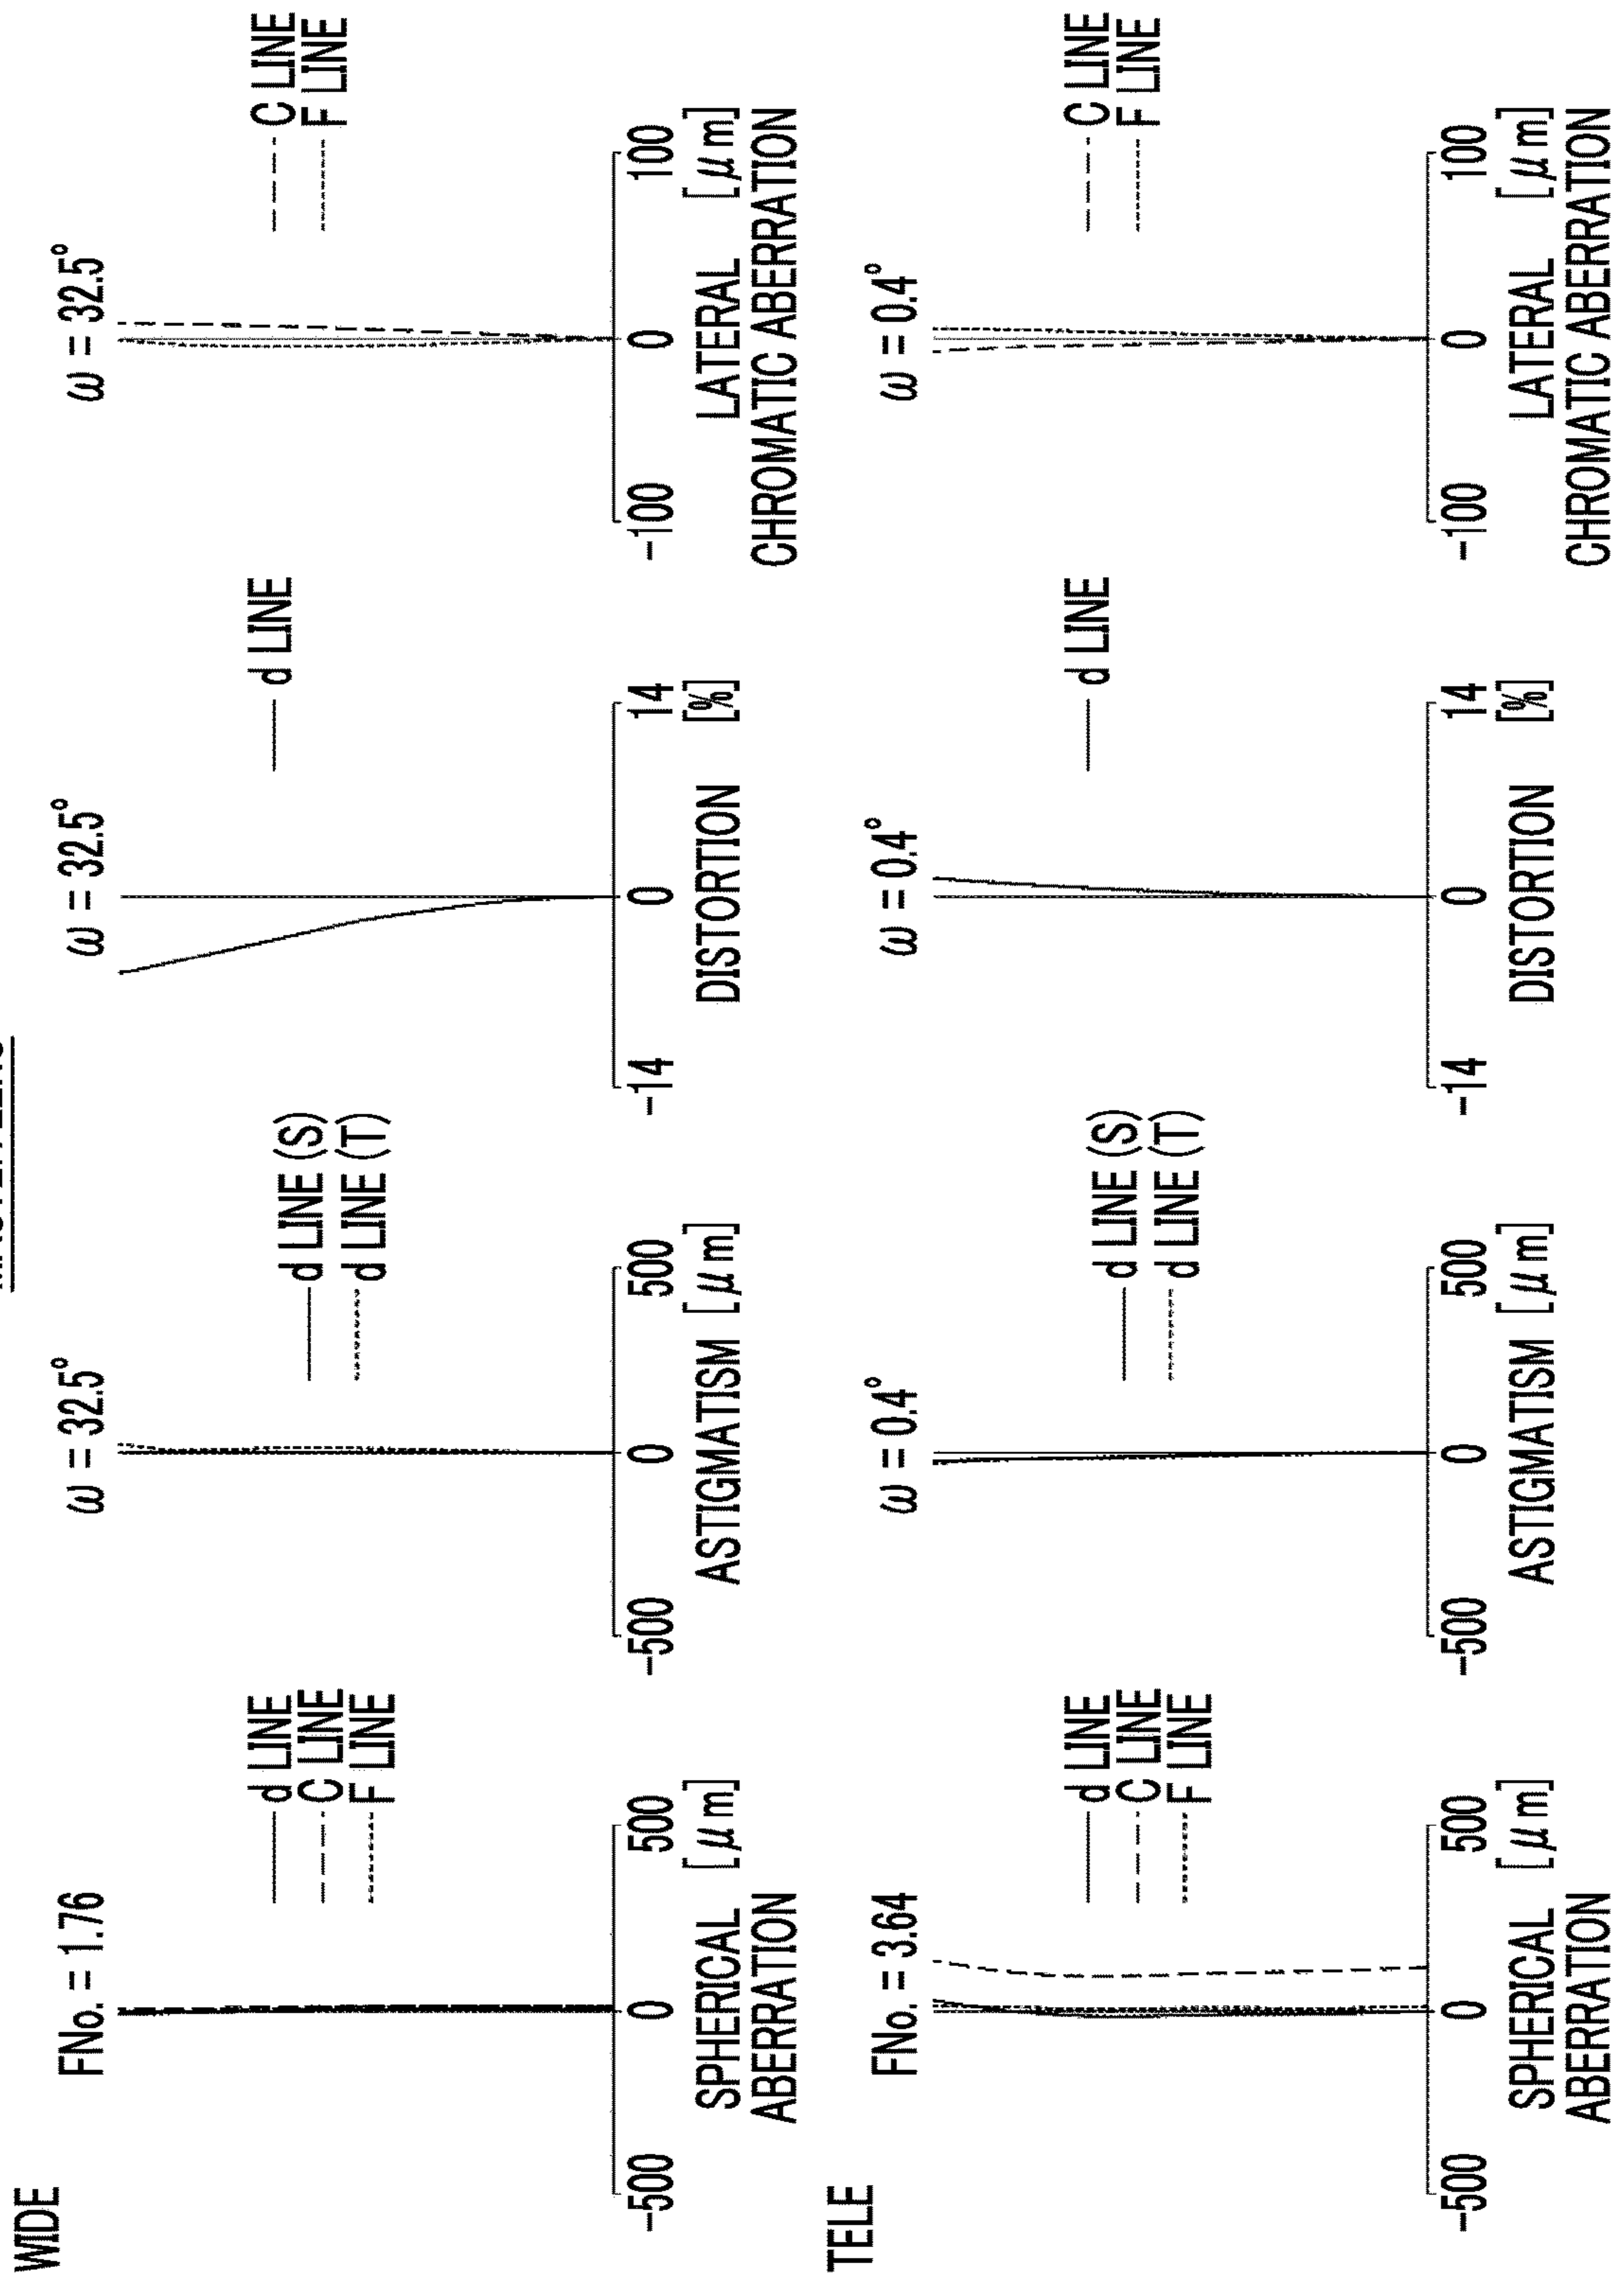 WIDE
FNo. = 1.76
ω = 32.5°
ω = 32.5°
ω = 32.5°
d LINE
C LINE
F LINE
d LINE (S)
d LINE (T)
d LINE
C LINE
F LINE
-500 0 500
-500 0 500
-14 0 14
-100 0 100
SPHERICAL [μm]
ABERRATION
ASTIGMATISM [μm]
DISTORTION [%]
LATERAL [μm]
CHROMATIC ABERRATION
TELE
FNo. = 3.64
ω = 0.4°
ω = 0.4°
ω = 0.4°
d LINE
C LINE
F LINE
d LINE (S)
d LINE (T)
d LINE
C LINE
F LINE
-500 0 500
-500 0 500
-14 0 14
-100 0 100
SPHERICAL [μm]
ABERRATION
ASTIGMATISM [μm]
DISTORTION [%]
LATERAL [μm]
CHROMATIC ABERRATION